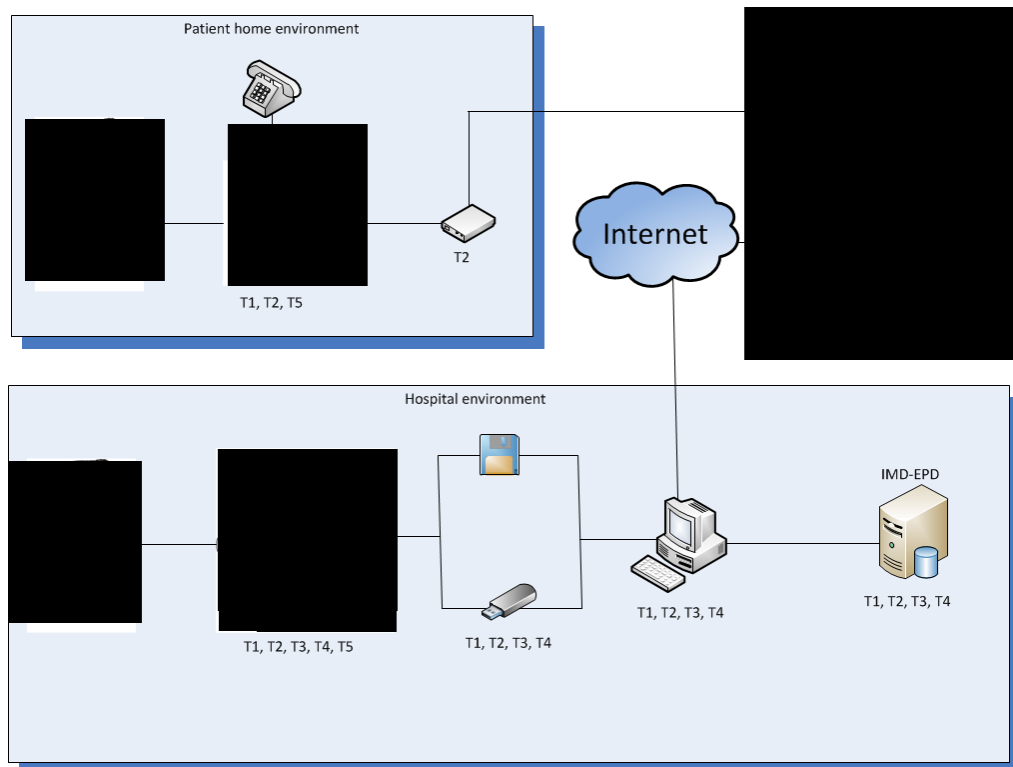 Patient home environment
T2
T1, T2, T5
Internet
Hospital environment
IMD-EPD
T1, T2, T3, T4
T1, T2, T3, T4
T1, T2, T3, T4
T1, T2, T3, T4, T5